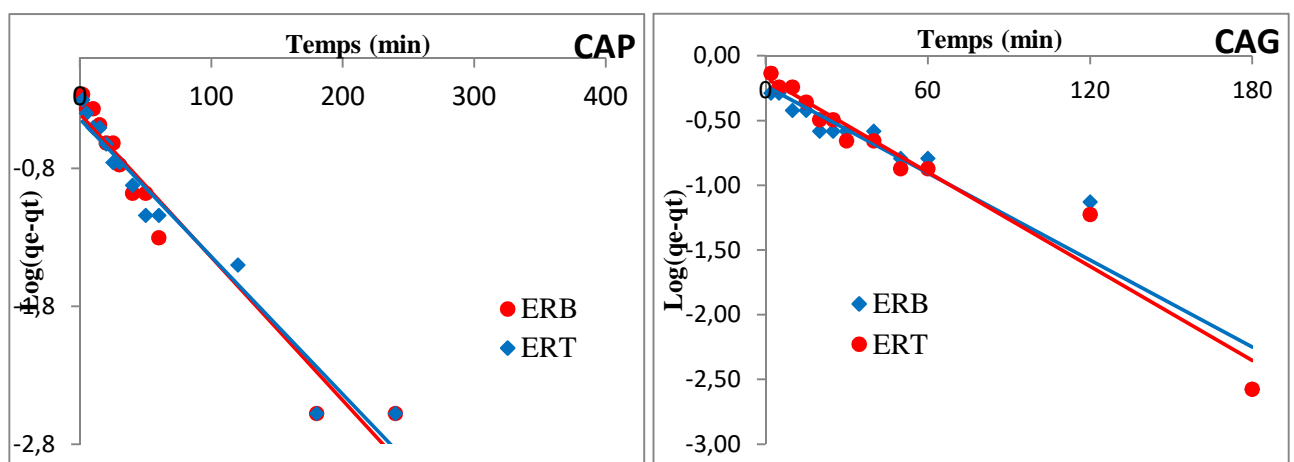 Temps (min) CAP
0 100 200 300 400
-0.8
-1.8
-2,8
Log(qe-qt)
ERB
ERT
Temps (min) CAG
0,00
0 60 120 180
-0,50
-1,00
-1,50
-2,00
-2,50
-3,00
Log(qe-qt)
ERB
ERT